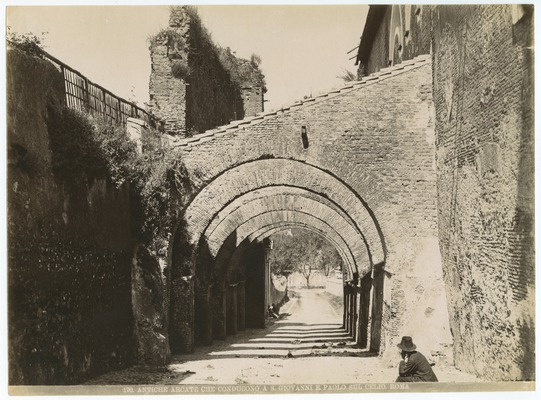 ANTICHE ARCATE CHE CONDUCONO A S. GIOVANNI E PAOLO SUL CELIO. ROMA